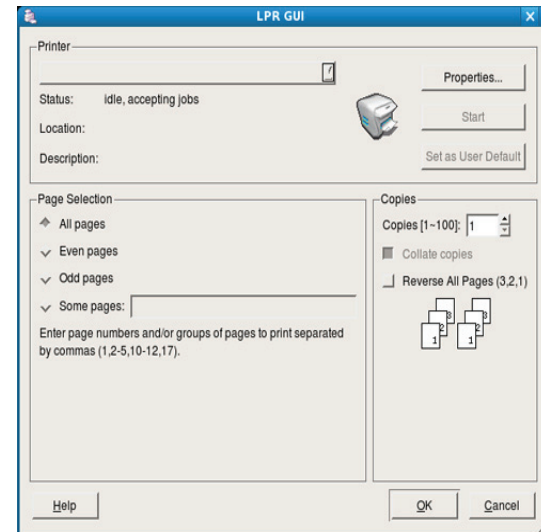 LPR GUI
Printer
Properties...
Status: idle, accepting jobs
Start
Location:
Description:
Set as User Default
Page Selection
All pages
Even pages
Odd pages
Some pages:
Enter page numbers and/or groups of pages to print separated
by commas (1,2-5,10-12,17).
Copies
Copies [1~100]: 1
Collate copies
Reverse All Pages (3,2,1)
3 3
2 2
1 1
Help
OK
Cancel